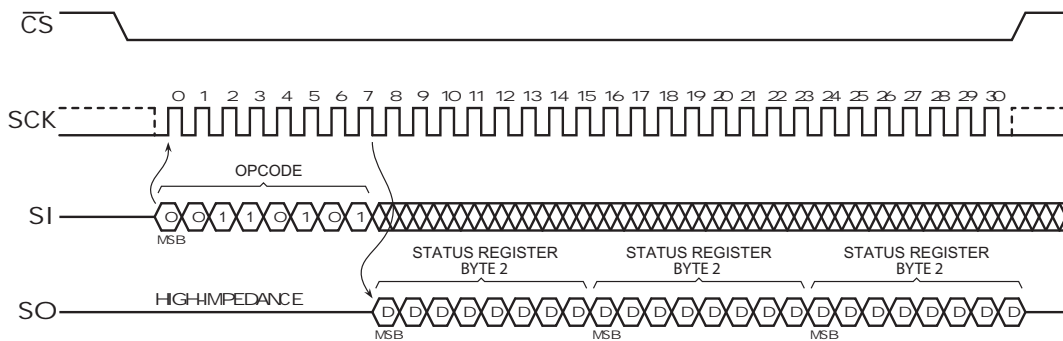 CS
0 1 2 3 4 5 6 7 8 9 10 11 12 13 14 15 16 17 18 19 20 21 22 23 24 25 26 27 28 29 30
SCK
OPCODE
SI
0 0 1 1 0 1 0 1
MSB
STATUS REGISTER
BYTE 2
STATUS REGISTER
BYTE 2
STATUS REGISTER
BYTE 2
HIGH-IMPEDANCE
SO
D D D D D D D D D D D D D D D D D D D D D D D D
MSB
MSB
MSB